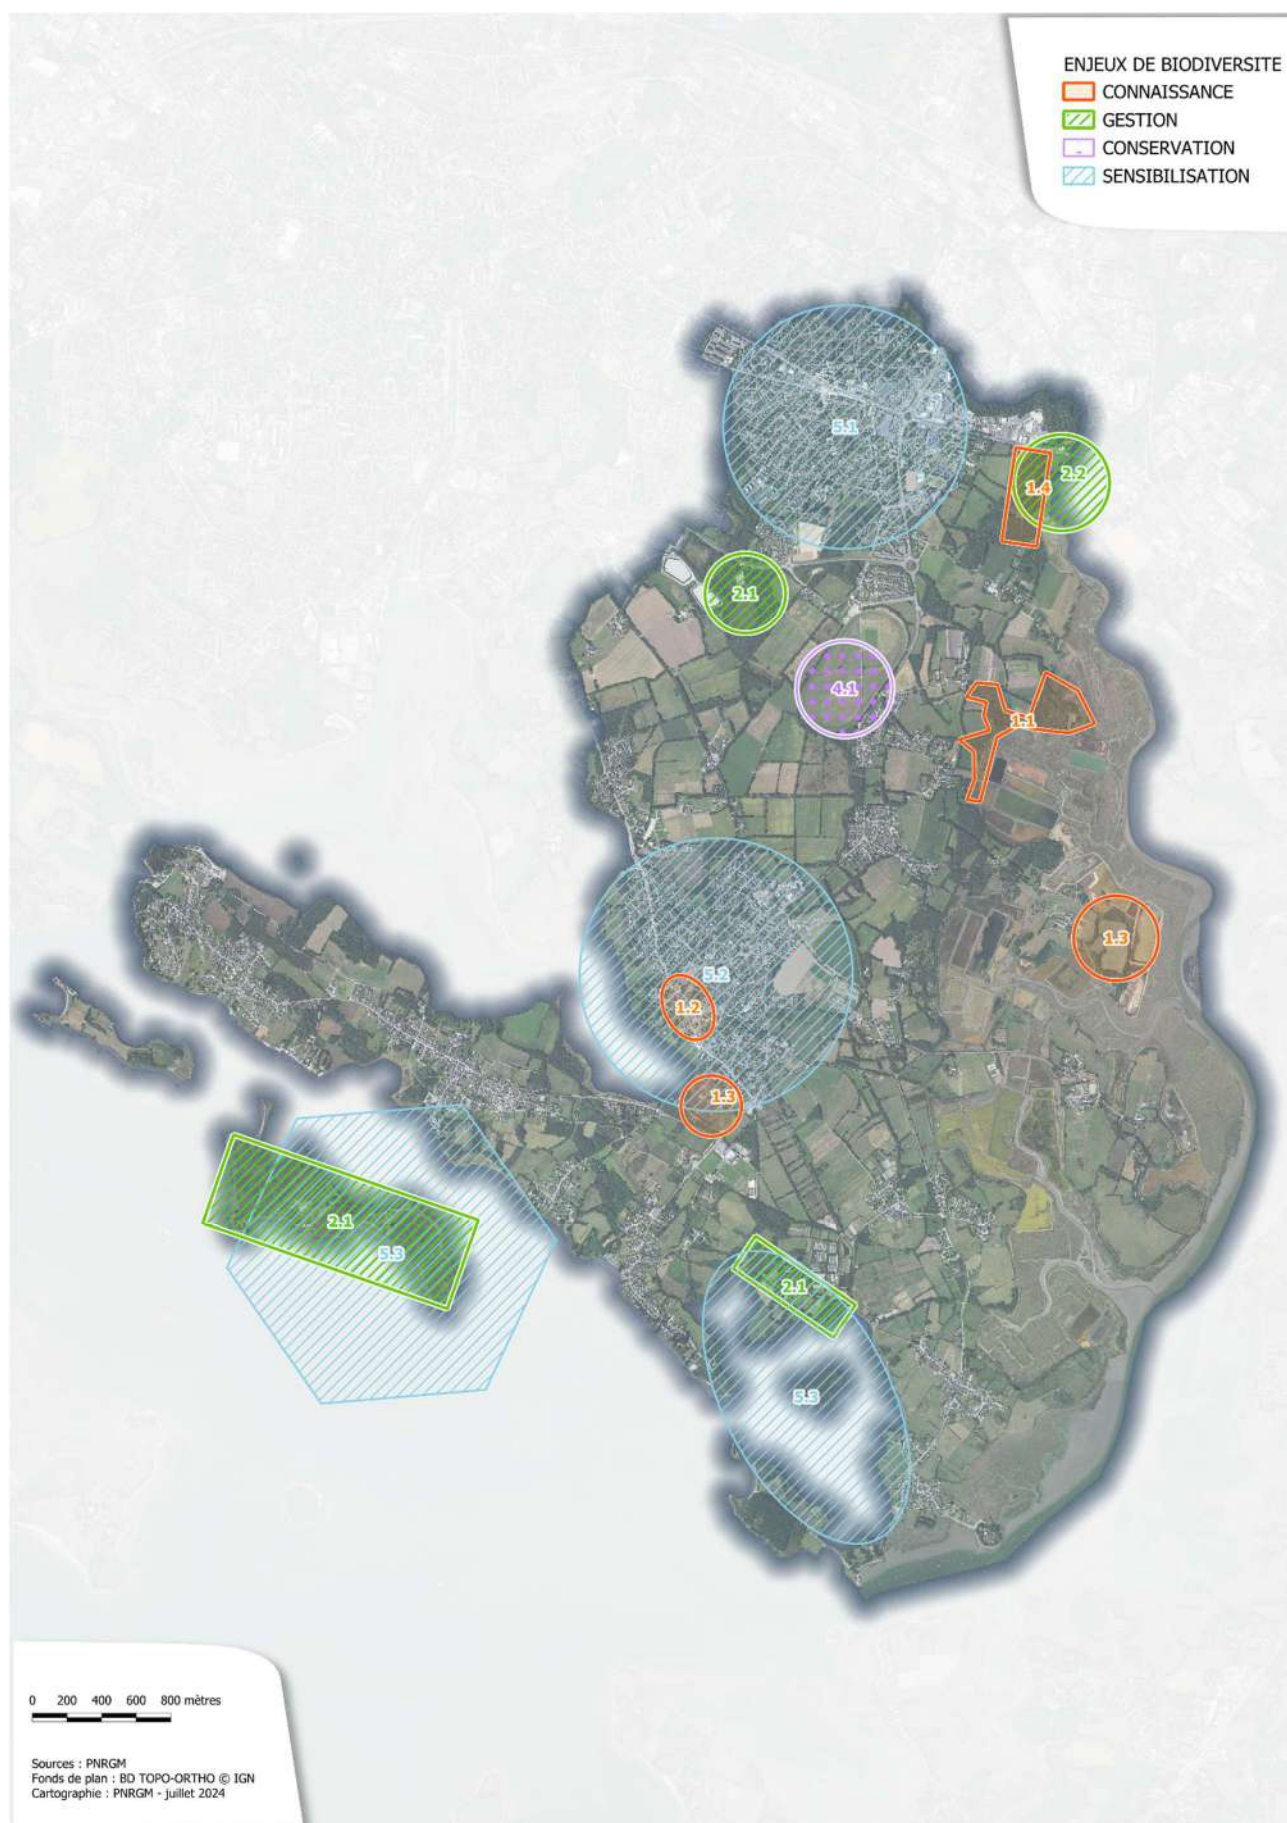 ENJEUX DE BIODIVERSITE
CONNAISSANCE
GESTION
CONSERVATION
SENSIBILISATION
5.1
2.2
1.4
2.1
4.1
1.1
1.3
5.2
1.2
1.3
2.1
5.3
2.1
5.3
0 200 400 600 800 mètres
Sources : PNRGM
Fonds de plan : BD TOPO-ORTHO © IGN
Cartographie : PNRGM - juillet 2024